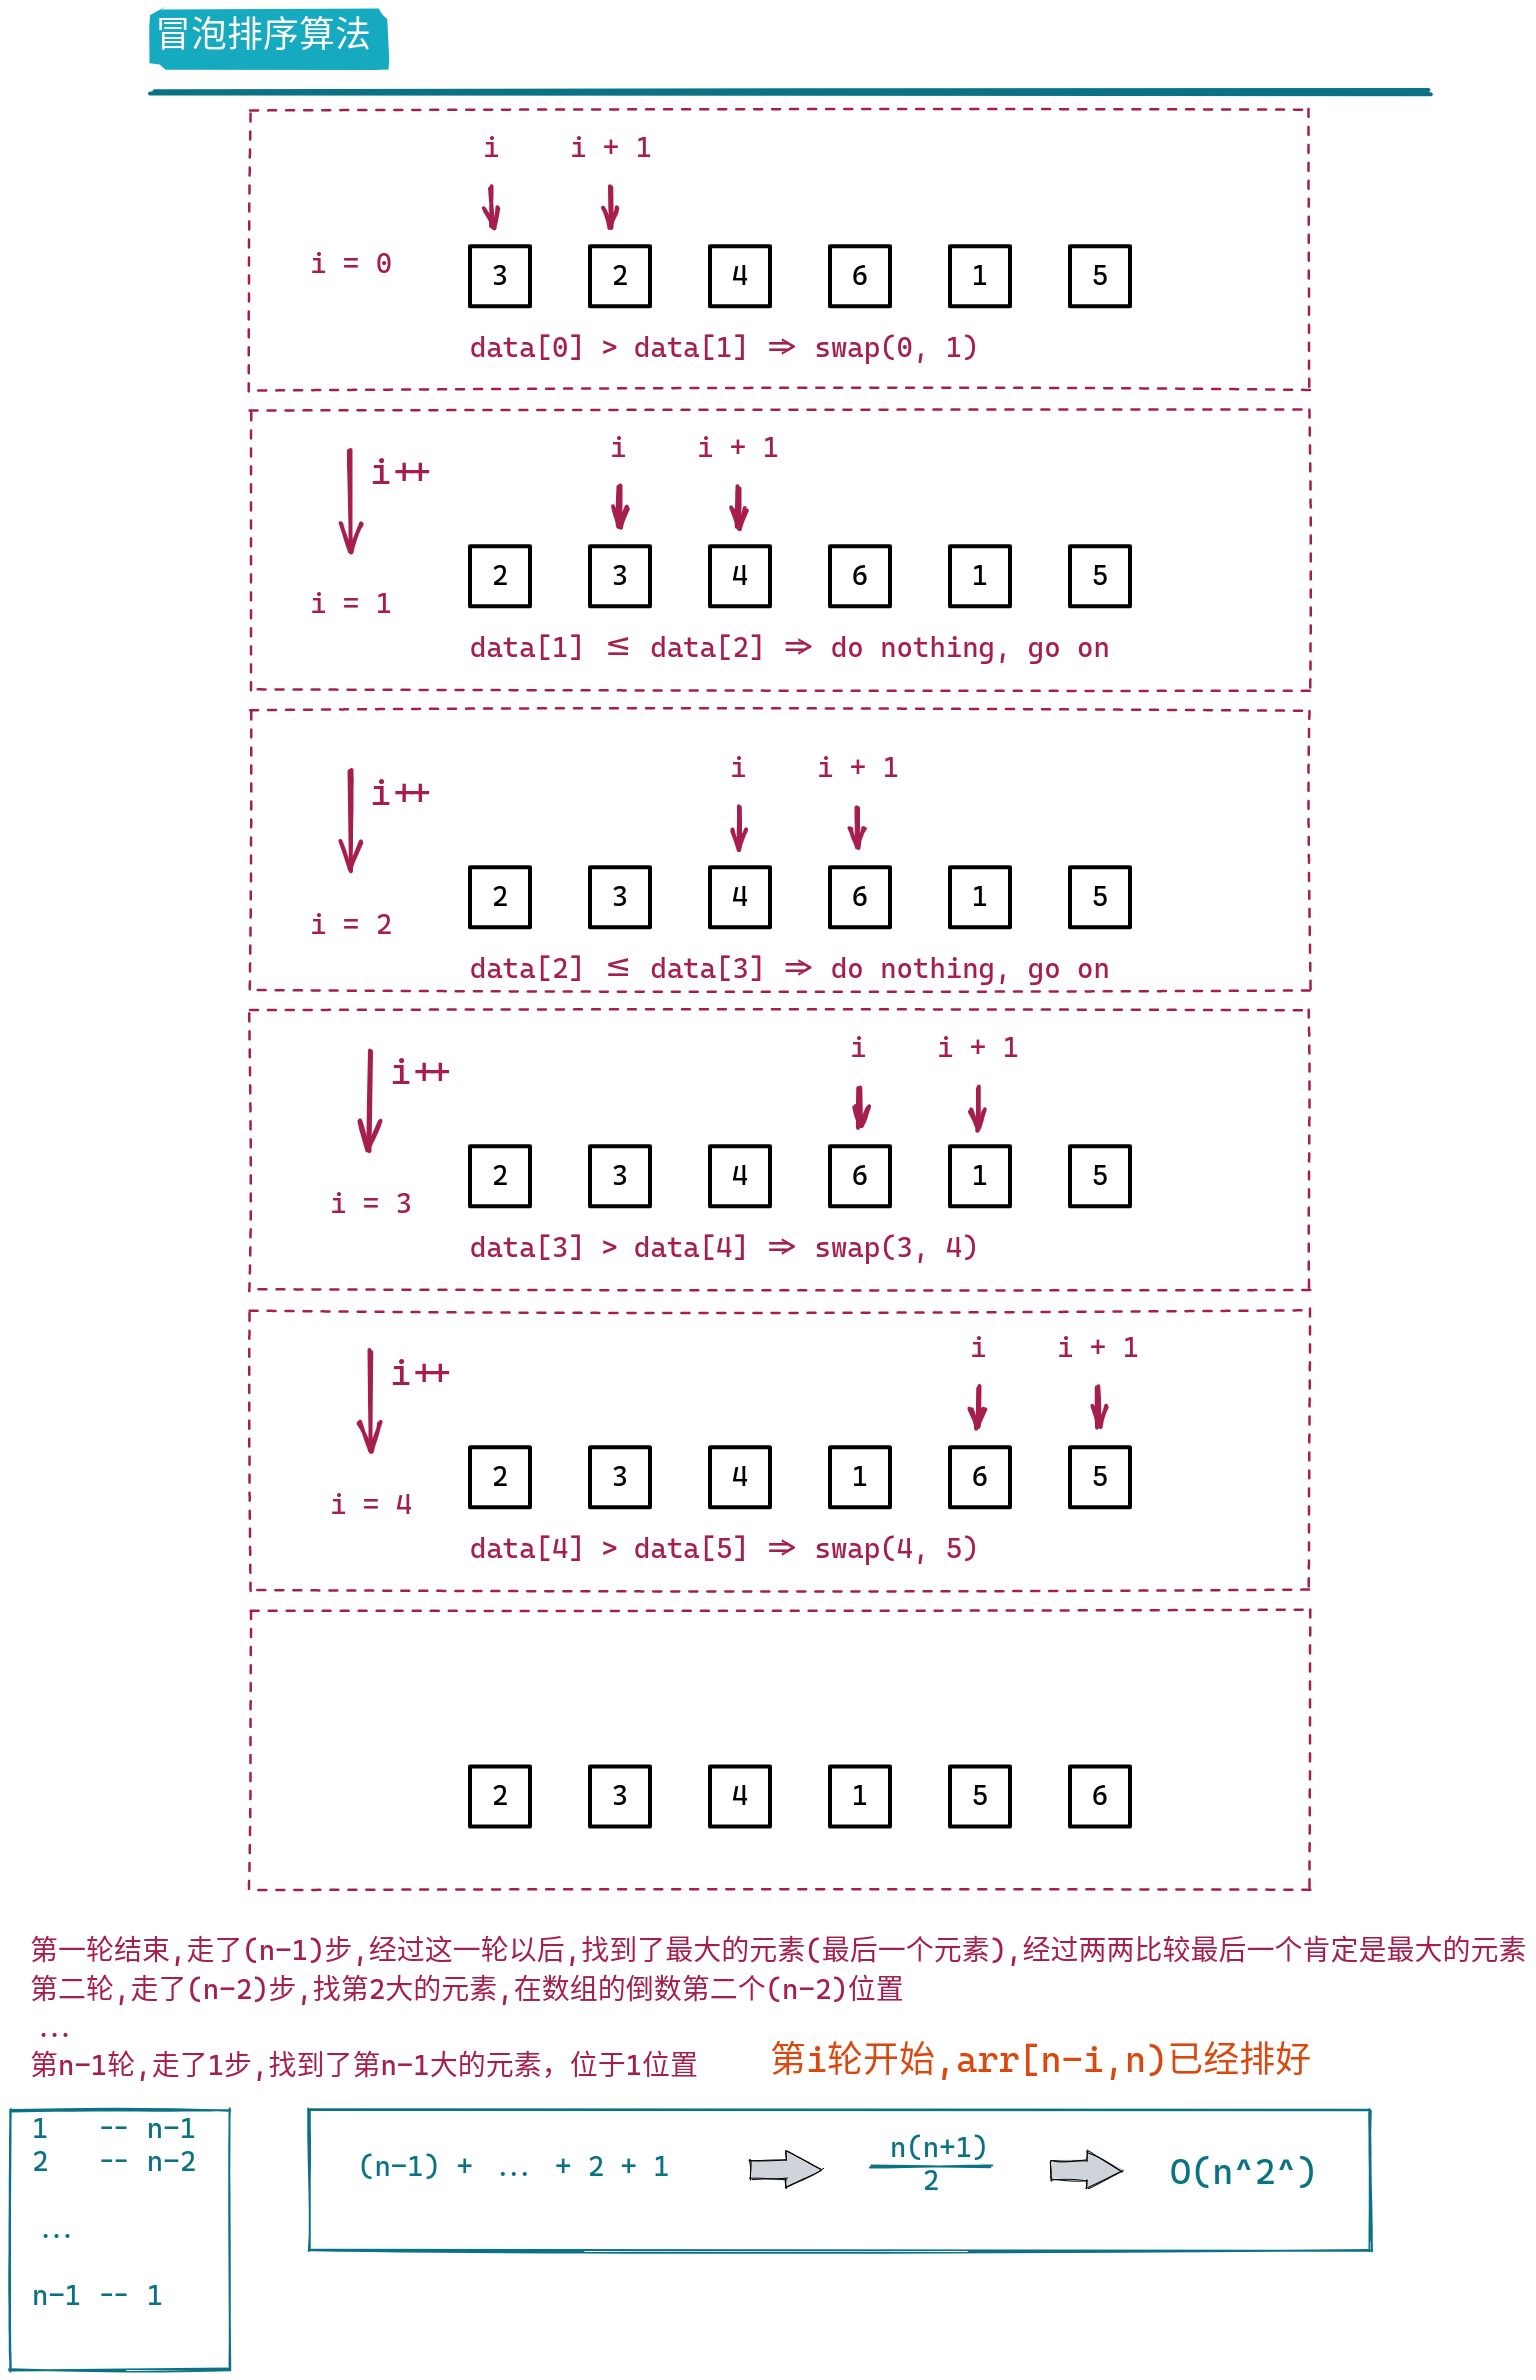 冒泡排序算法
i i + 1
i = 0
3 2 4 6 1 5
data[0] > data[1] => swap(0, 1)
i i + 1
i++
2 3 4 6 1 5
i = 1
data[1] ≤ data[2] => do nothing, go on
i i + 1
i++
2 3 4 6 1 5
i = 2
data[2] ≤ data[3] => do nothing, go on
i i + 1
i++
2 3 4 6 1 5
i = 3
data[3] > data[4] => swap(3, 4)
i i + 1
i++
2 3 4 1 6 5
i = 4
data[4] > data[5] => swap(4, 5)
2 3 4 1 5 6
第一轮结束,走了(n-1)步,经过这一轮以后,找到了最大的元素(最后一个元素),经过两两比较最后一个肯定是最大的元素
第二轮,走了(n-2)步,找第2大的元素,在数组的倒数第二个(n-2)位置
...
第n-1轮,走了1步,找到了第n-1大的元素，位于1位置
第i轮开始,arr[n-i,n)已经排好
1 -- n-1
2 -- n-2
...
n-1 -- 1
(n-1) + ... + 2 + 1
n(n+1)
2
O(n^2^)